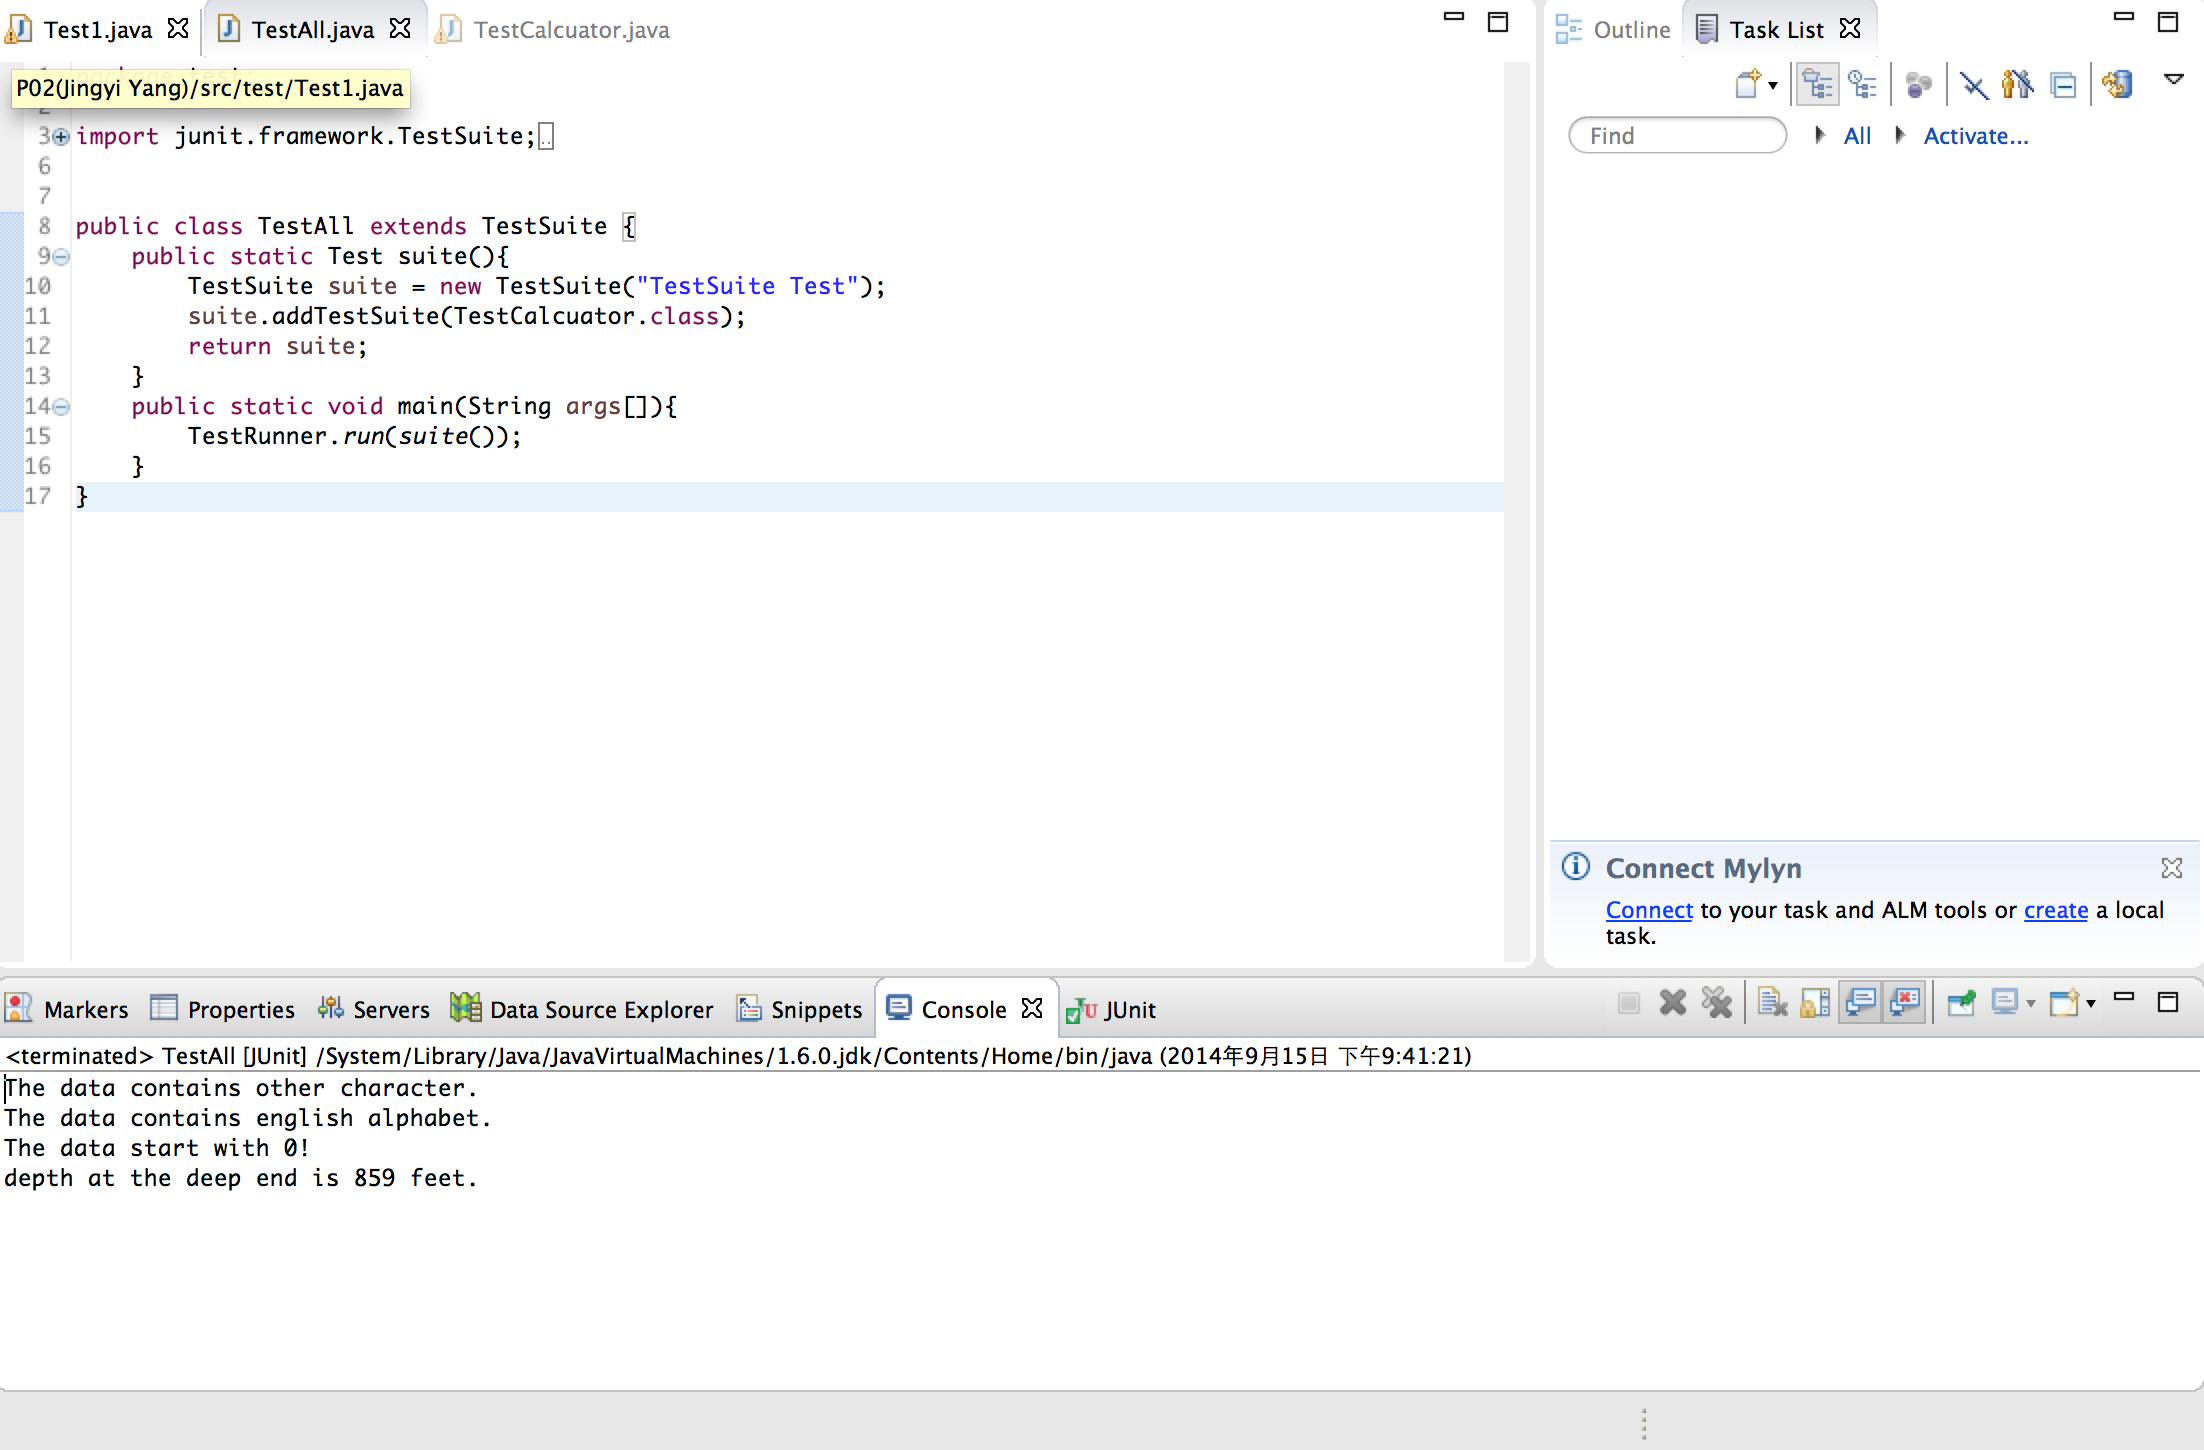 Test1.java TestAll.java TestCalcuator.java
Outline Task List
package test;
P02(Jingyi Yang)/src/test/Test1.java
2
3 import junit.framework.TestSuite;
6
7
8 public class TestAll extends TestSuite {
9 public static Test suite(){
10 TestSuite suite = new TestSuite("TestSuite Test");
11 suite.addTestSuite(TestCalcuator.class);
12 return suite;
13 }
14 public static void main(String args[]){
15 TestRunner.run(suite());
16 }
17 }
Find All Activate...
Connect Mylyn
Connect to your task and ALM tools or create a local
task.
Markers Properties Servers Data Source Explorer Snippets Console JUnit
<terminated> TestAll [JUnit] /System/Library/Java/JavaVirtualMachines/1.6.0.jdk/Contents/Home/bin/java (2014年9月15日 下午9:41:21)
The data contains other character.
The data contains english alphabet.
The data start with 0!
depth at the deep end is 859 feet.